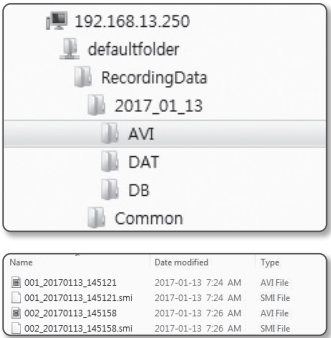 192.168.13.250
defaultfolder
RecordingData
2017_01_13
AVI
DAT
DB
Common
Name Date modified Type
001_20170113_145121 2017-01-13 7:24 AM AVI File
001_20170113_145121.smi 2017-01-13 7:24 AM SMI File
002_20170113_145158 2017-01-13 7:26 AM AVI File
002_20170113_145158.smi 2017-01-13 7:26 AM SMI File